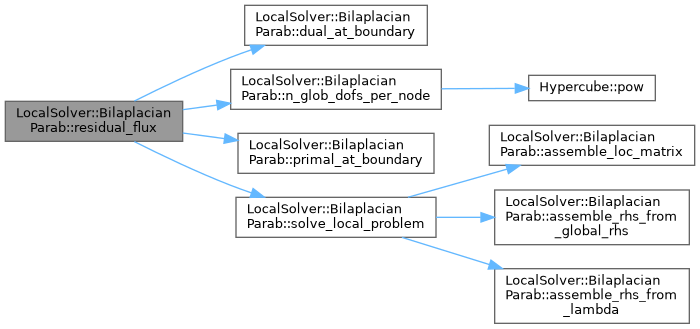 LocalSolver::Bilaplacian
Parab::residual_flux
LocalSolver::Bilaplacian
Parab::dual_at_boundary
LocalSolver::Bilaplacian
Parab::n_glob_dofs_per_node
Hypercube::pow
LocalSolver::Bilaplacian
Parab::primal_at_boundary
LocalSolver::Bilaplacian
Parab::solve_local_problem
LocalSolver::Bilaplacian
Parab::assemble_loc_matrix
LocalSolver::Bilaplacian
Parab::assemble_rhs_from
_global_rhs
LocalSolver::Bilaplacian
Parab::assemble_rhs_from
_lambda